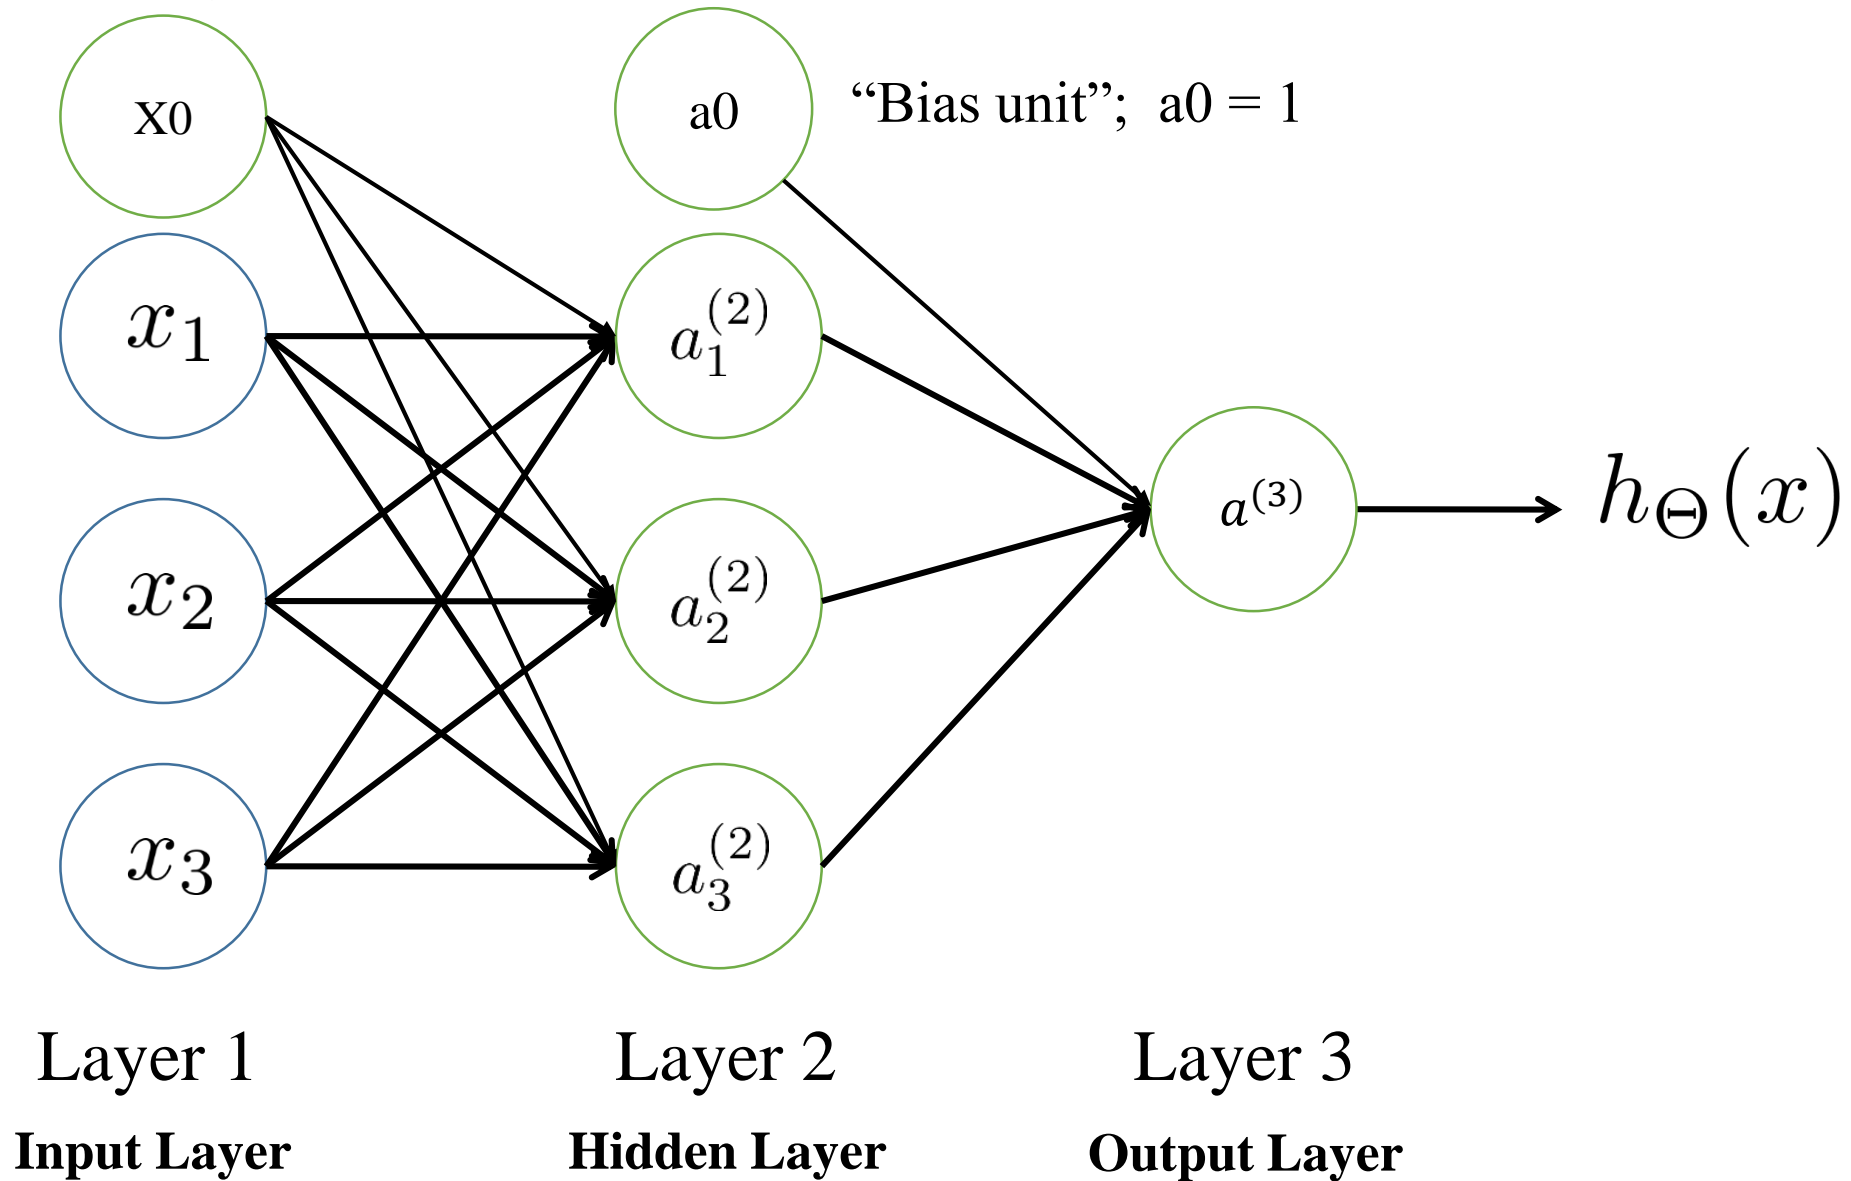 X0
a0
“Bias unit”; a0 = 1
x₁
a₁⁽²⁾
x₂
a₂⁽²⁾
a⁽³⁾
h_Θ(x)
x₃
a₃⁽²⁾
Layer 1
Layer 2
Layer 3
Input Layer
Hidden Layer
Output Layer